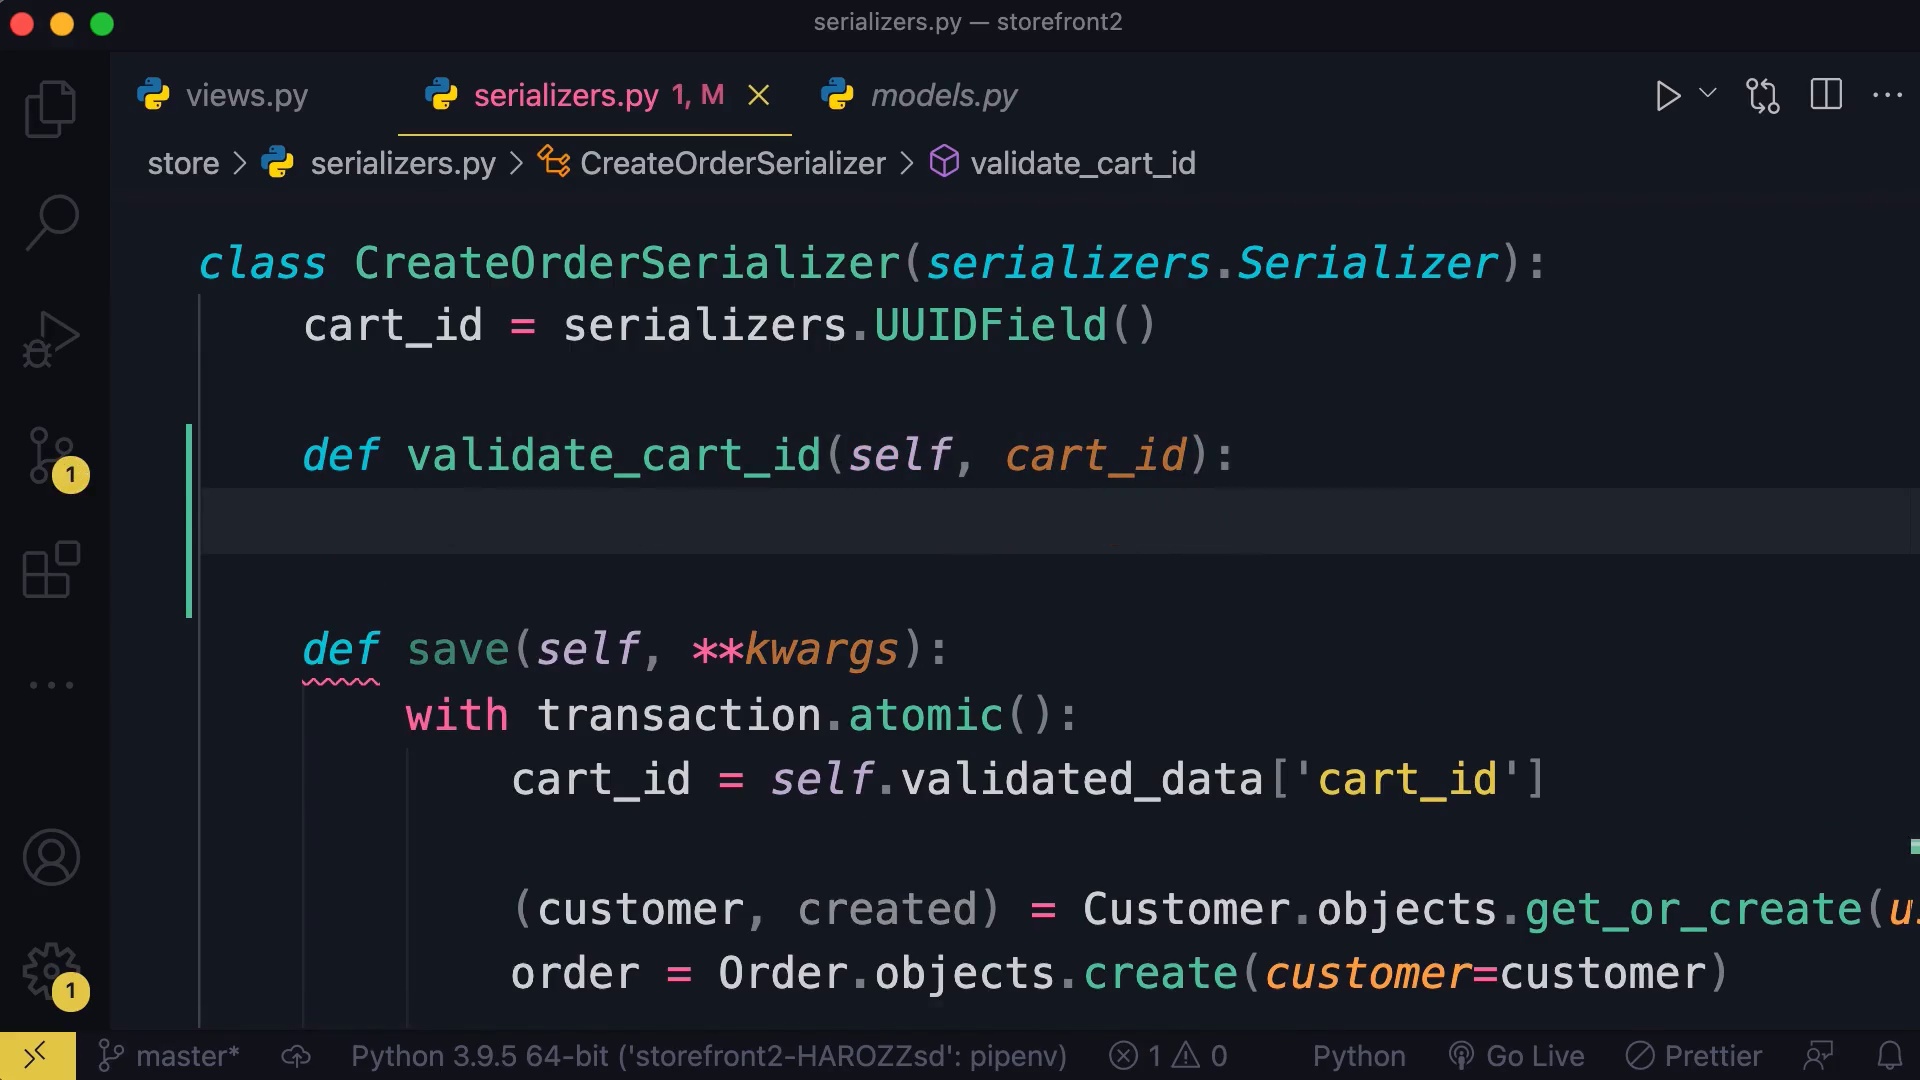 serializers.py — storefront2
views.py serializers.py 1, M models.py
store serializers.py CreateOrderSerializer validate_cart_id
class CreateOrderSerializer(serializers.Serializer):
cart_id = serializers.UUIDField()
def validate_cart_id(self, cart_id):
def save(self, **kwargs):
with transaction.atomic():
cart_id = self.validated_data['cart_id']
(customer, created) = Customer.objects.get_or_create(u
order = Order.objects.create(customer=customer)
1
1
master* Python 3.9.5 64-bit ('storefront2-HAROZZsd': pipenv) 1 0 Python Go Live Prettier